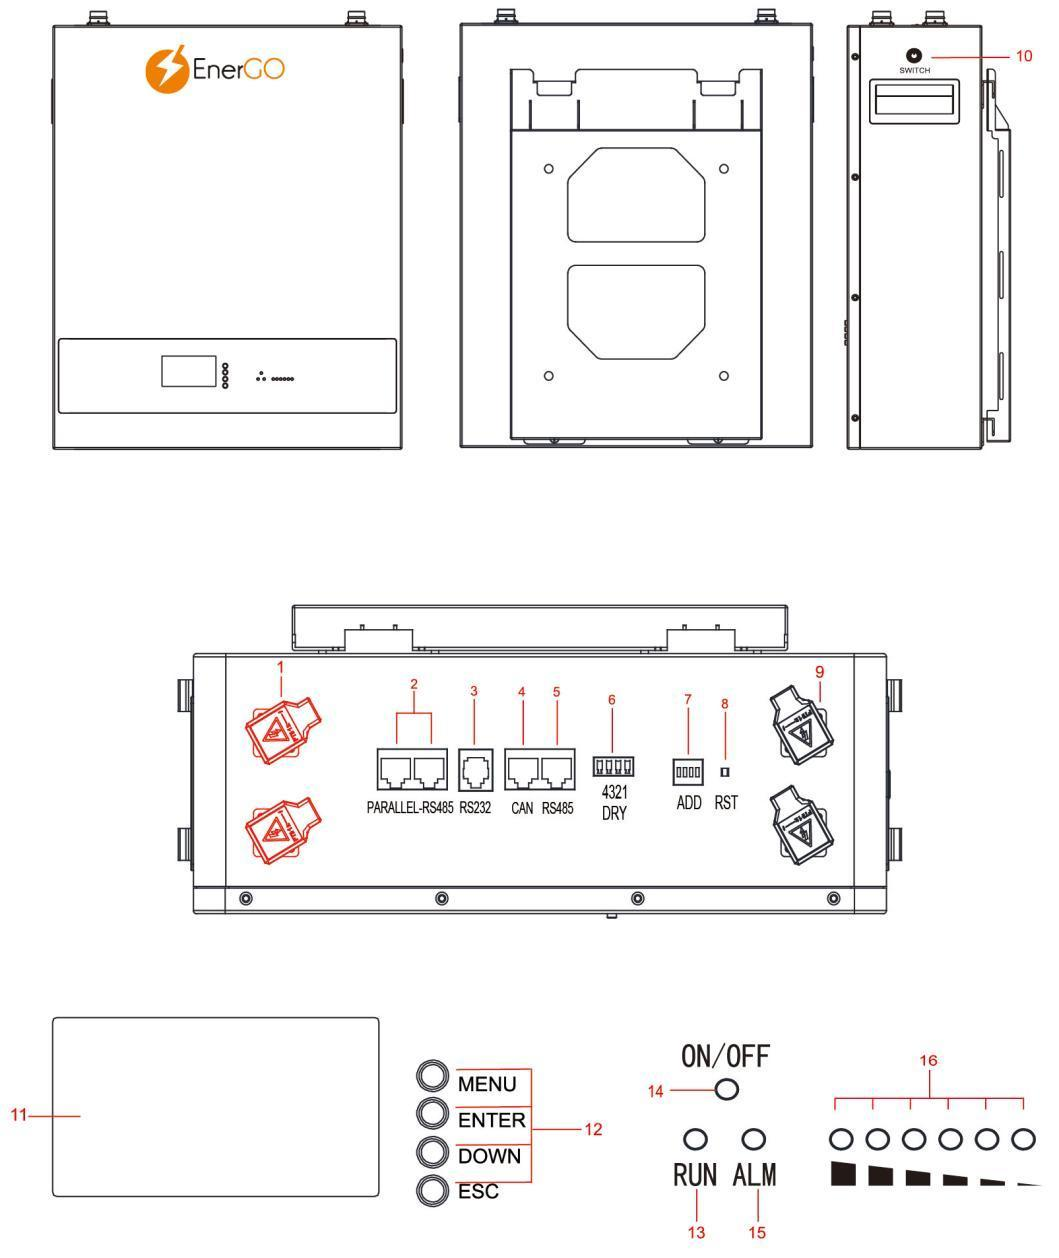 EnerGO
10
SWITCH
1
2
3
4
5
6
7
8
9
PARALLEL-RS485
RS232
CAN
RS485
4321
DRY
ADD
RST
11
MENU
ENTER
DOWN
ESC
12
ON/OFF
14
RUN
ALM
13
15
16